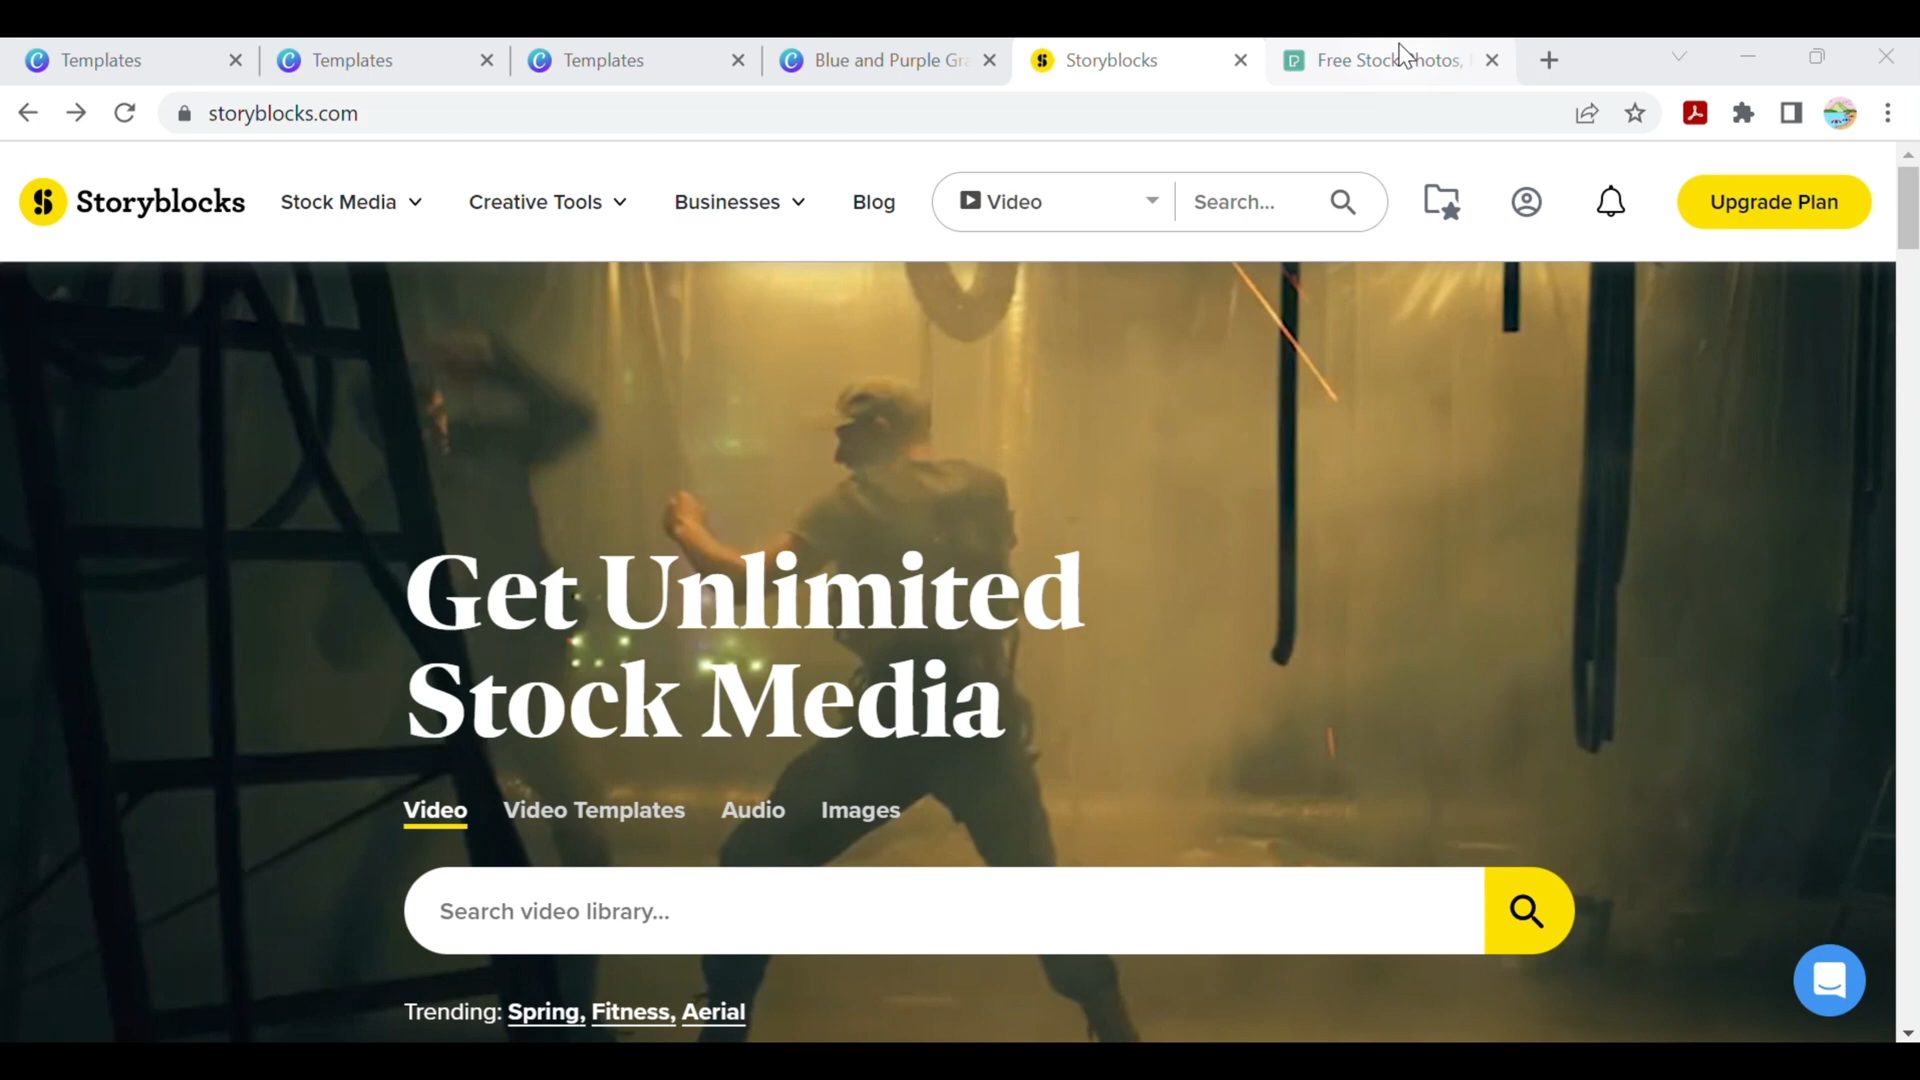 Templates
Templates
Templates
Blue and Purple Gra
Storyblocks
Free Stock Photos,
storyblocks.com
Storyblocks
Stock Media
Creative Tools
Businesses
Blog
Video
Search...
Upgrade Plan
Get Unlimited
Stock Media
Video
Video Templates
Audio
Images
Search video library...
Trending: Spring, Fitness, Aerial